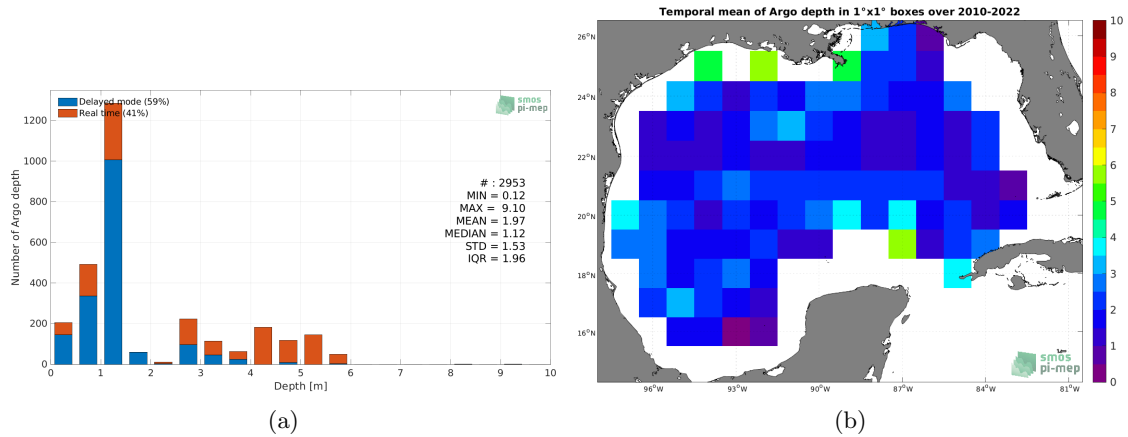 Delayed mode (59%)
Real time (41%)
smos
pi-mep
# : 2953
MIN = 0.12
MAX = 9.10
MEAN = 1.97
MEDIAN = 1.12
STD = 1.53
IQR = 1.96
Number of Argo depth
1200
1000
800
600
400
200
0
0 1 2 3 4 5 6 7 8 9 10
Depth [m]
(a)
Temporal mean of Argo depth in 1°x1° boxes over 2010-2022
26°N
24°N
22°N
20°N
18°N
16°N
96°W 93°W 90°W 87°W 84°W 81°W
smos
pi-mep
10
9
8
7
6
5
4
3
2
1
0
(b)